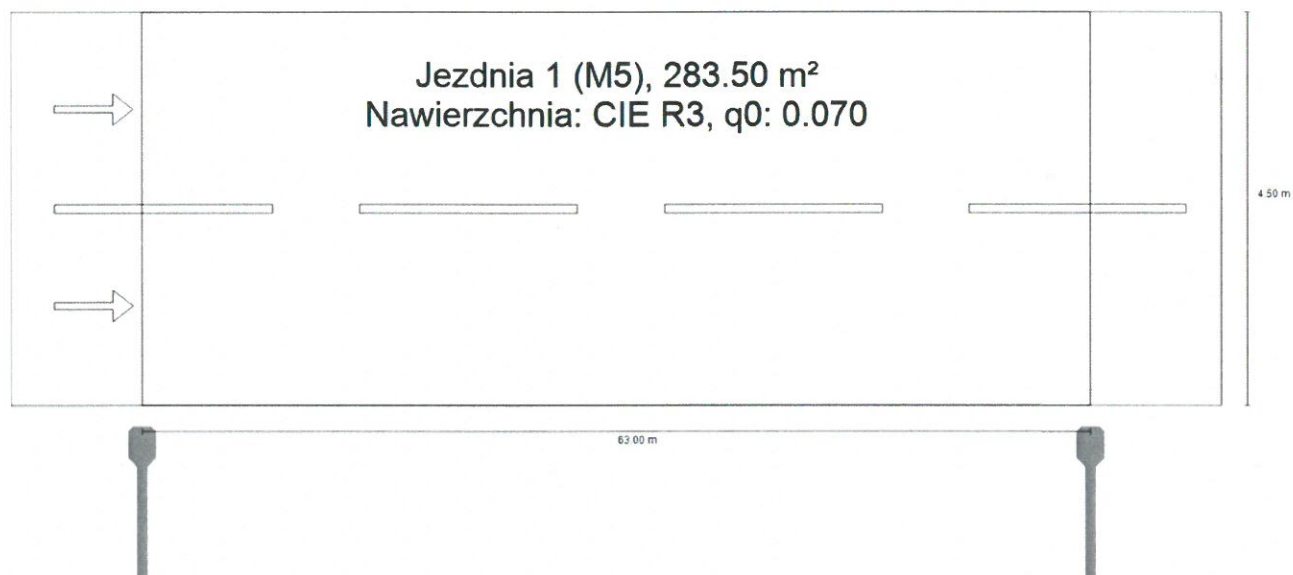 Jezdnia 1 (M5), 283.50 m²
Nawierzchnia: CIE R3, q0: 0.070
4.50 m
63.00 m